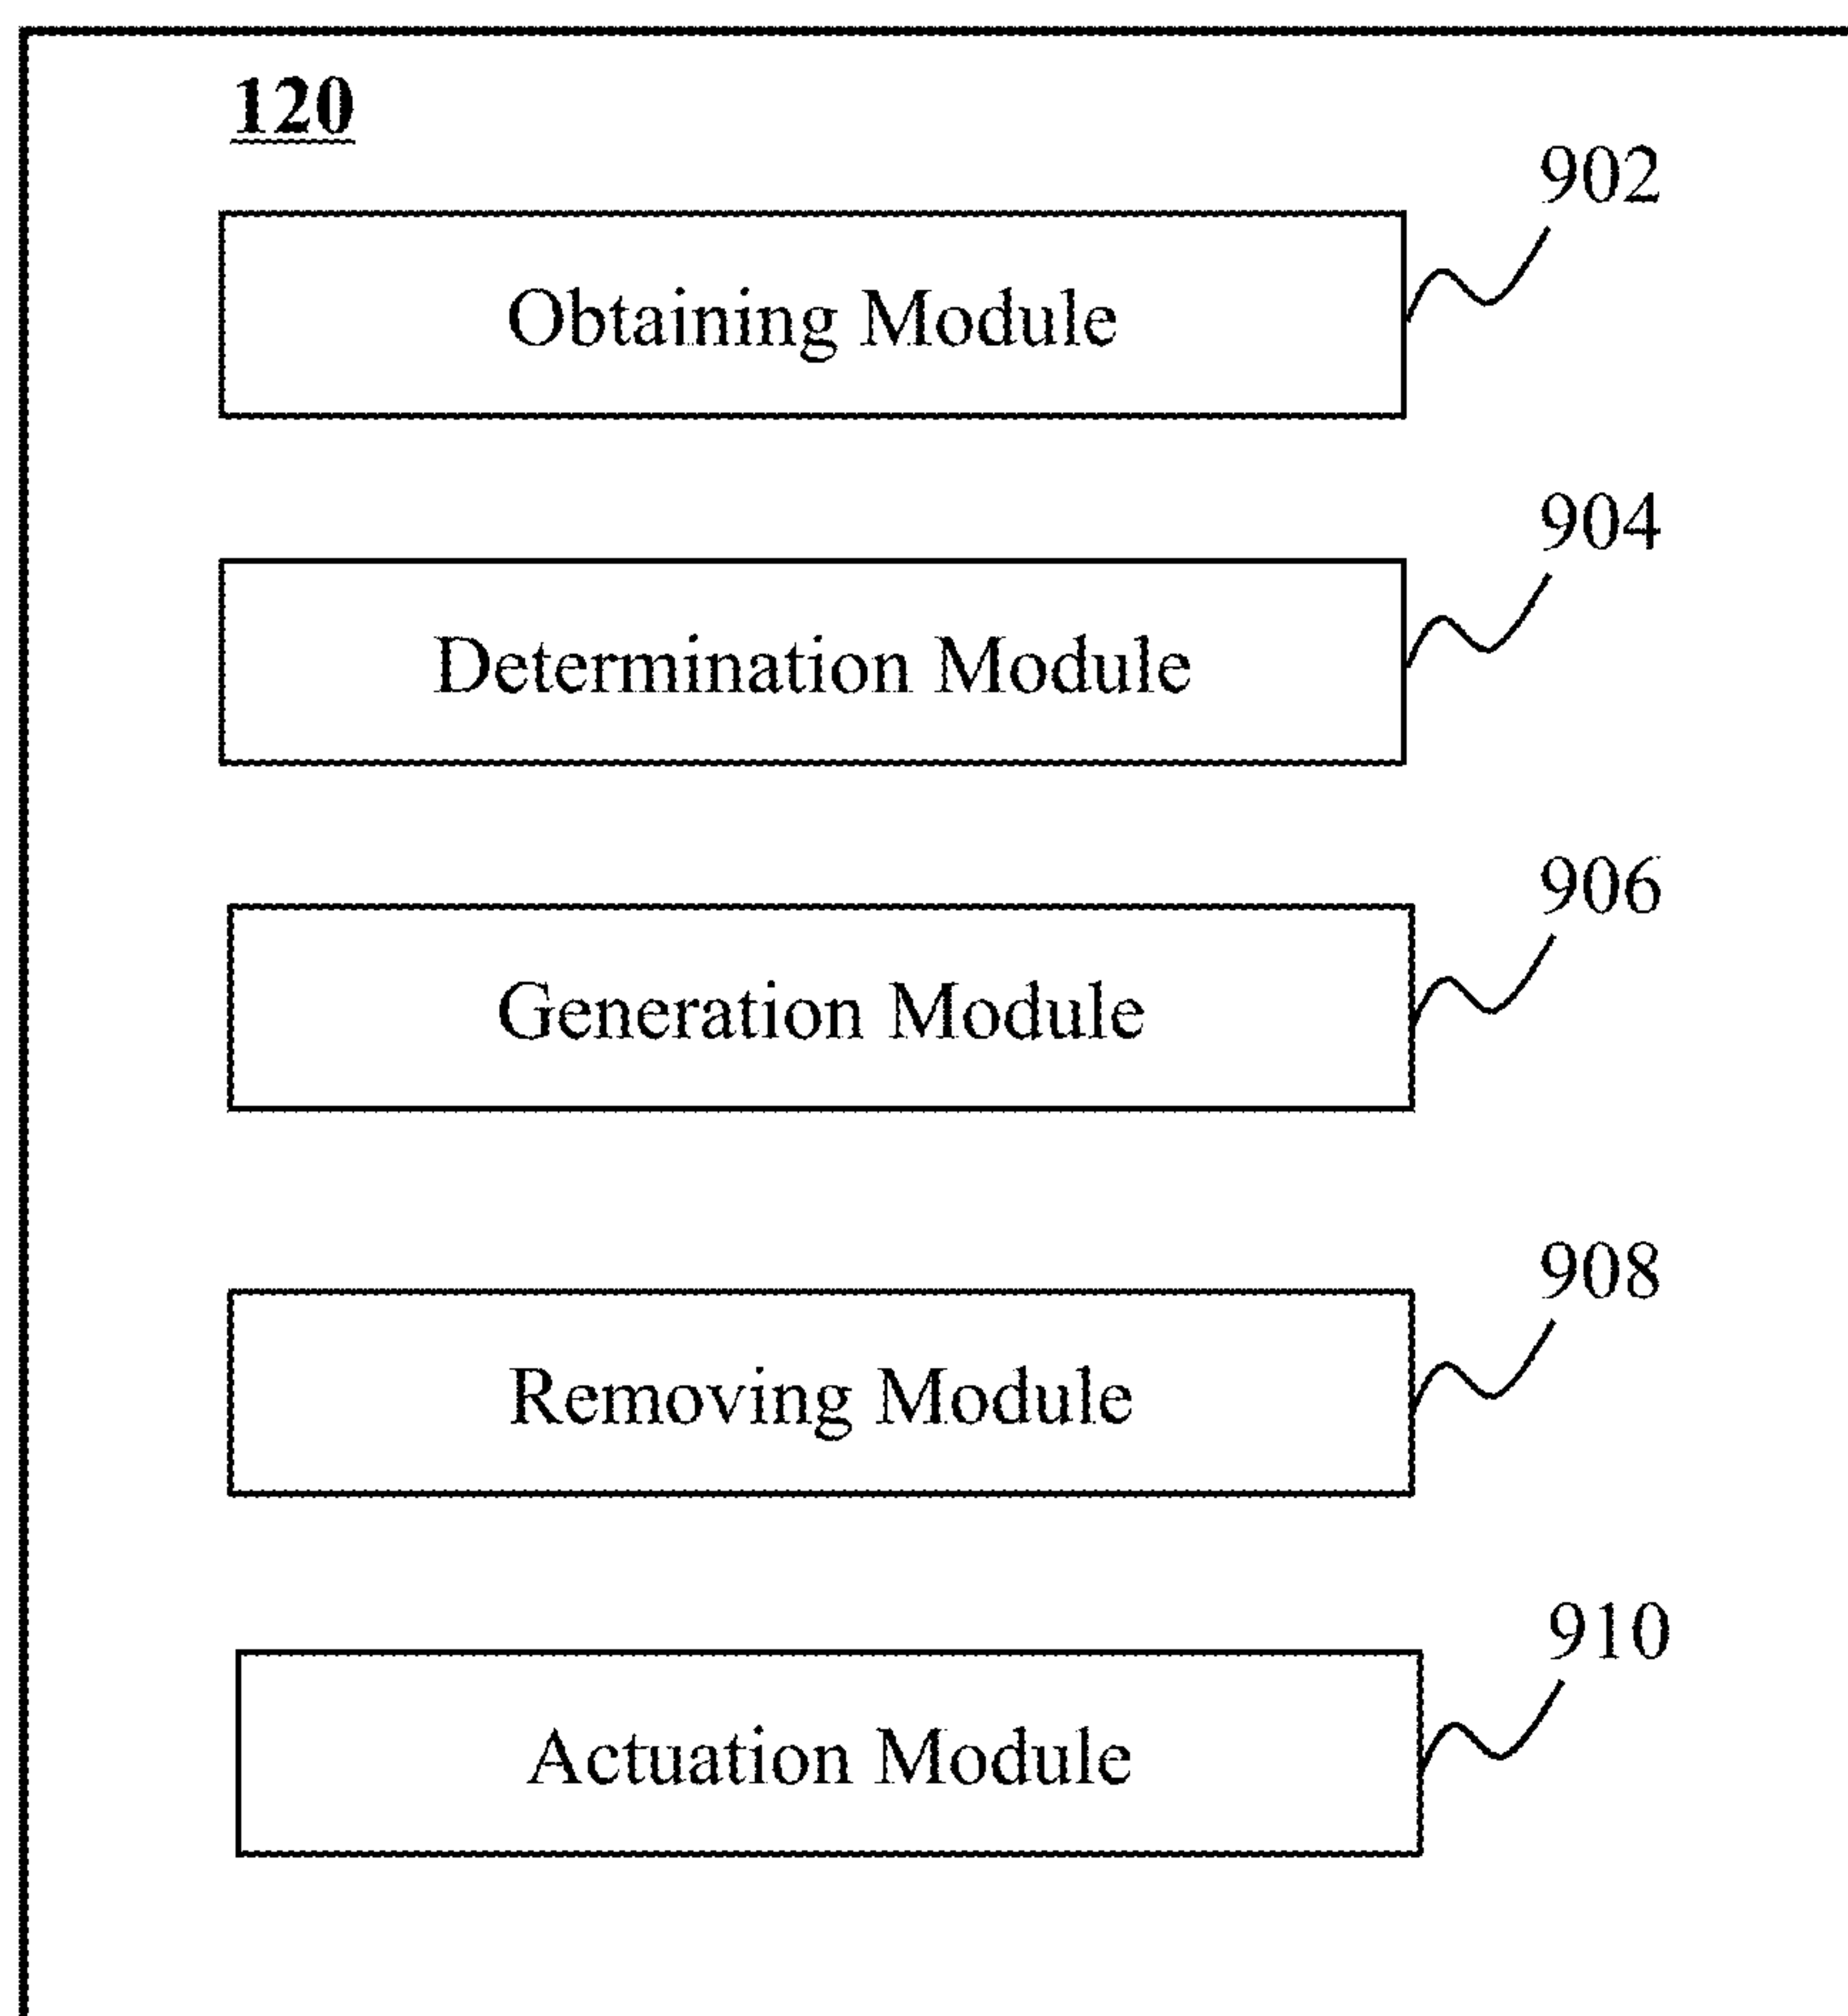 120
902
Obtaining Module
904
Determination Module
906
Generation Module
908
Removing Module
910
Actuation Module